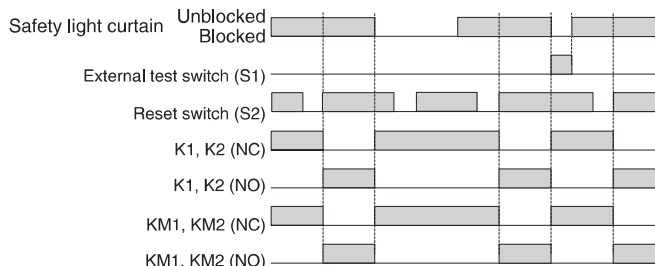 Safety light curtain Unblocked
Blocked
External test switch (S1)
Reset switch (S2)
K1, K2 (NC)
K1, K2 (NO)
KM1, KM2 (NC)
KM1, KM2 (NO)